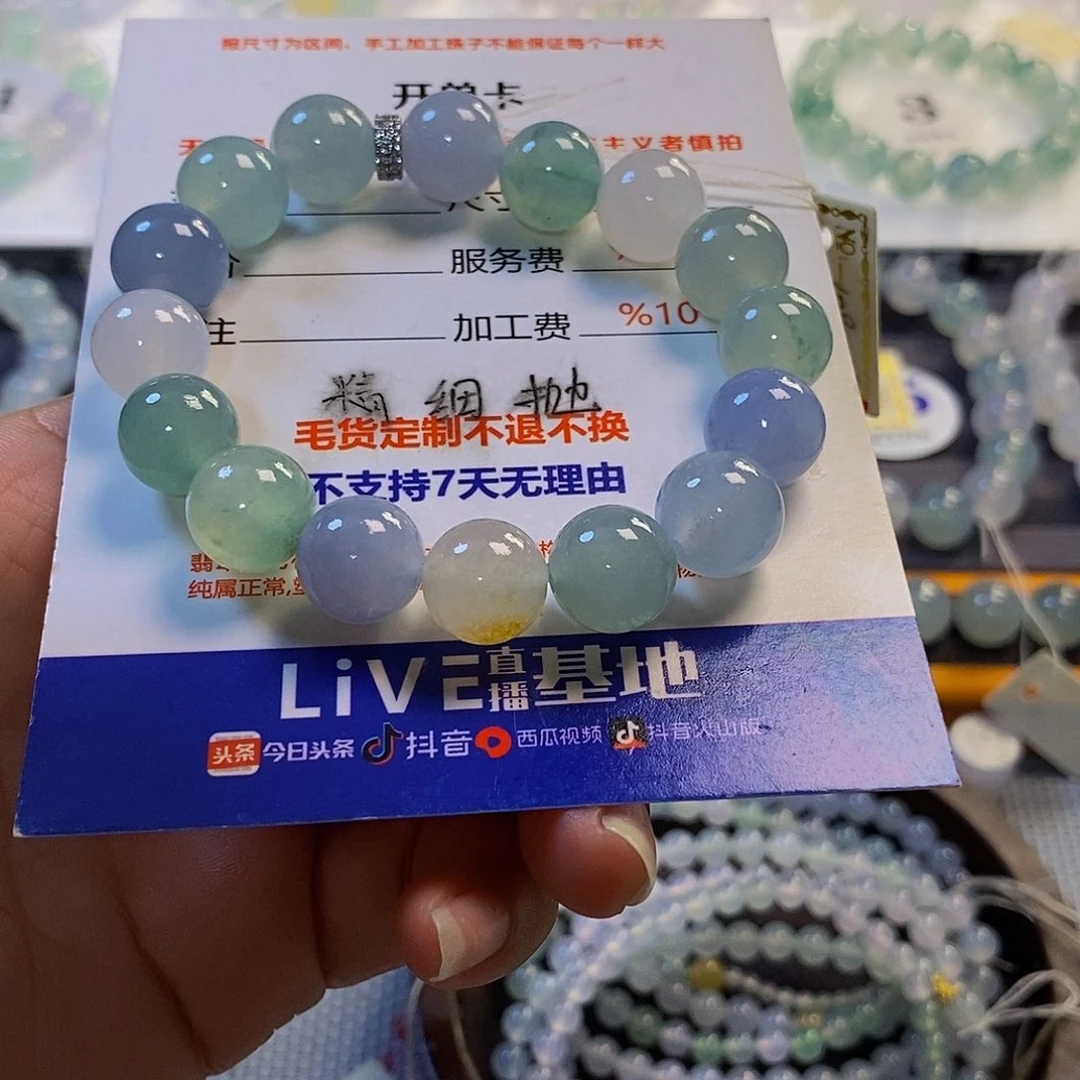 照尺寸为区间、手工加工珠子不能保证每个一样大
开单卡
主义者慎拍
尺寸
服务费
加工费 %10
精细抛
毛货定制不退不换
不支持7天无理由
纯属正常,
LiVE直播基地
头条 今日头条 抖音 西瓜视频 抖音火山版
3